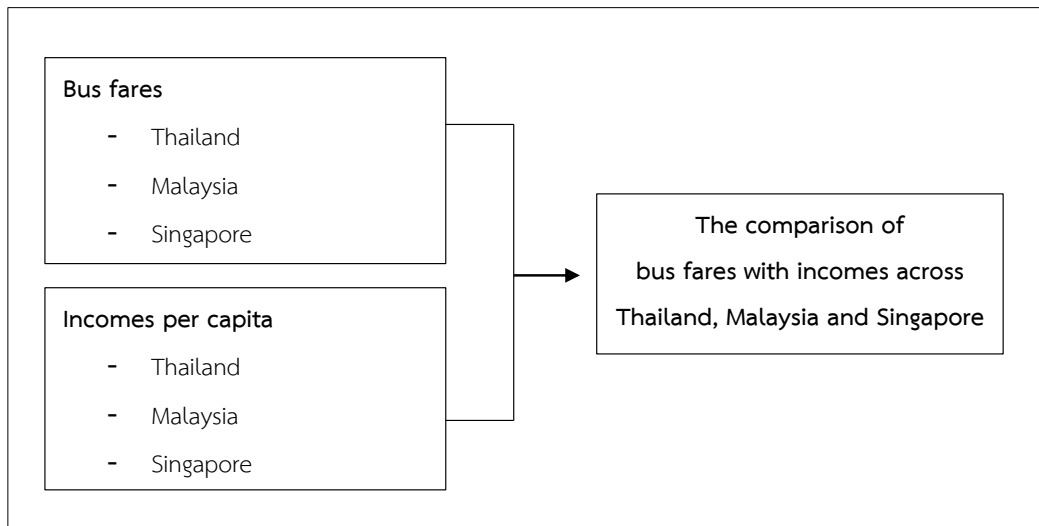 Bus fares
- Thailand
- Malaysia
- Singapore
Incomes per capita
- Thailand
- Malaysia
- Singapore
The comparison of
bus fares with incomes across
Thailand, Malaysia and Singapore